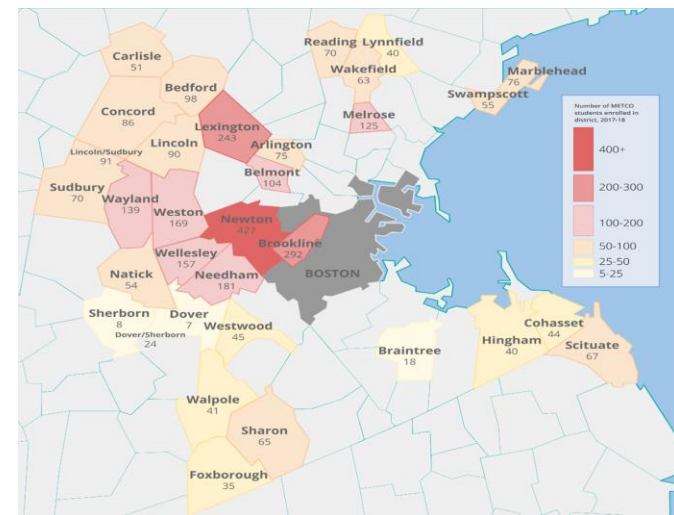 Carlisle
51
Bedford
98
Concord
86
Lexington
243
Lincoln/Sudbury
91
Lincoln
90
Arlington
75
Belmont
104
Sudbury
70
Wayland
139
Weston
169
Newton
427
Brookline
292
BOSTON
Wellesley
157
Needham
181
Natick
54
Sherborn
8
Dover
7
Dover/Sherborn
24
Westwood
45
Walpole
41
Sharon
65
Foxborough
35
Reading
70
Lynnfield
40
Wakefield
63
Melrose
125
Marblehead
76
Swampscott
55
Braintree
18
Hingham
40
Cohasset
44
Scituate
67
Number of METCO
students enrolled in
district, 2017-18
400+
200-300
100-200
50-100
25-50
5-25